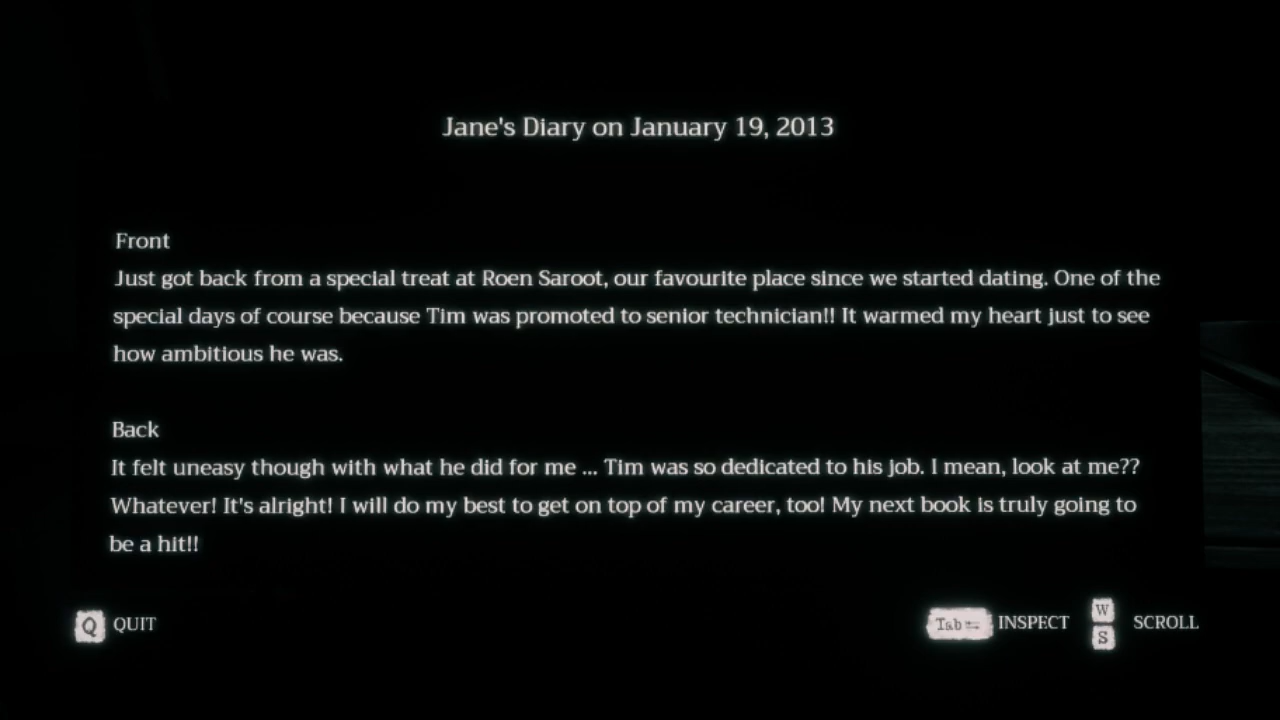 Jane's Diary on January 19, 2013
Front
Just got back from a special treat at Roen Saroot, our favourite place since we started dating. One of the
special days of course because Tim was promoted to senior technician!! It warmed my heart just to see
how ambitious he was.
Back
It felt uneasy though with what he did for me ... Tim was so dedicated to his job. I mean, look at me??
Whatever! It's alright! I will do my best to get on top of my career, too! My next book is truly going to
be a hit!!
Q QUIT
Tab INSPECT
W
S
SCROLL